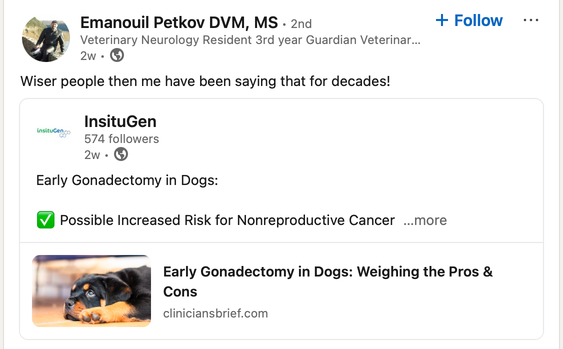 Emanouil Petkov DVM, MS · 2nd
+ Follow
...
Veterinary Neurology Resident 3rd year Guardian Veterinar...
2w ·
Wiser people then me have been saying that for decades!
insituGen
InsituGen
574 followers
2w ·
Early Gonadectomy in Dogs:
✅ Possible Increased Risk for Nonreproductive Cancer ...more
Early Gonadectomy in Dogs: Weighing the Pros &
Cons
cliniciansbrief.com